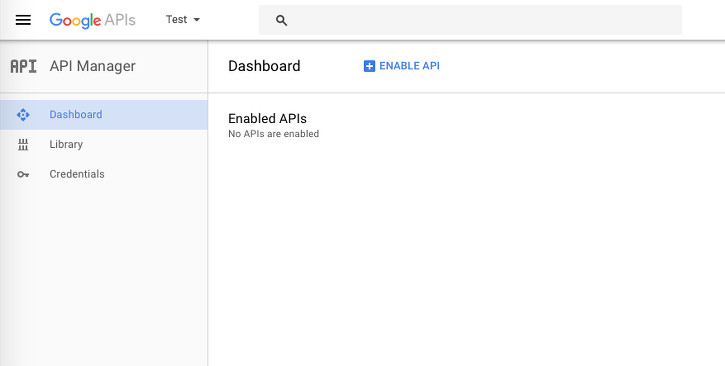 Google APIs
Test
API API Manager
Dashboard
Library
Credentials
Dashboard
ENABLE API
Enabled APIs
No APIs are enabled